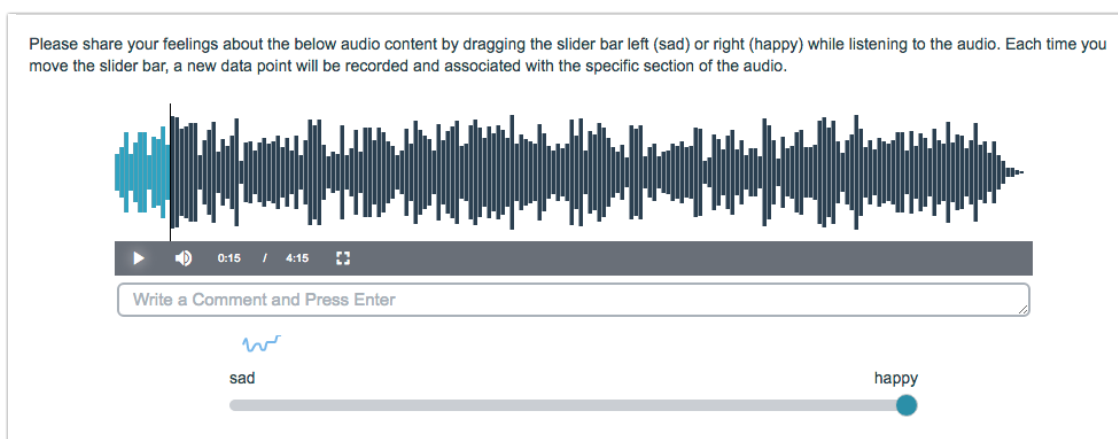 Please share your feelings about the below audio content by dragging the slider bar left (sad) or right (happy) while listening to the audio. Each time you
move the slider bar, a new data point will be recorded and associated with the specific section of the audio.
0:15 / 4:15
Write a Comment and Press Enter
sad happy